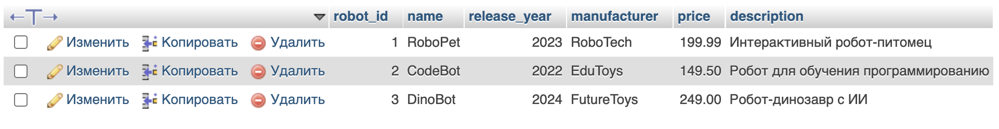 robot_id name release_year manufacturer price description
Изменить Копировать Удалить 1 RoboPet 2023 RoboTech 199.99 Интерактивный робот-питомец
Изменить Копировать Удалить 2 CodeBot 2022 EduToys 149.50 Робот для обучения программированию
Изменить Копировать Удалить 3 DinoBot 2024 FutureToys 249.00 Робот-динозавр с ИИ